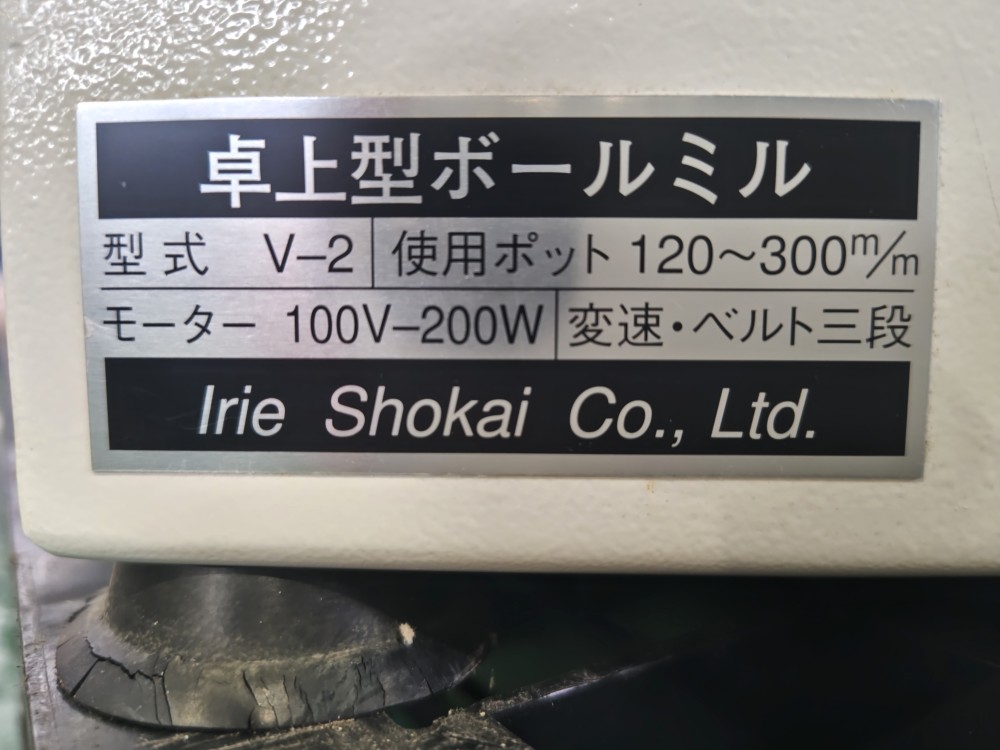 卓上型ボールミル
型式 V-2 使用ポット 120～300m/m
モーター 100V-200W 変速・ベルト三段
Irie Shokai Co., Ltd.